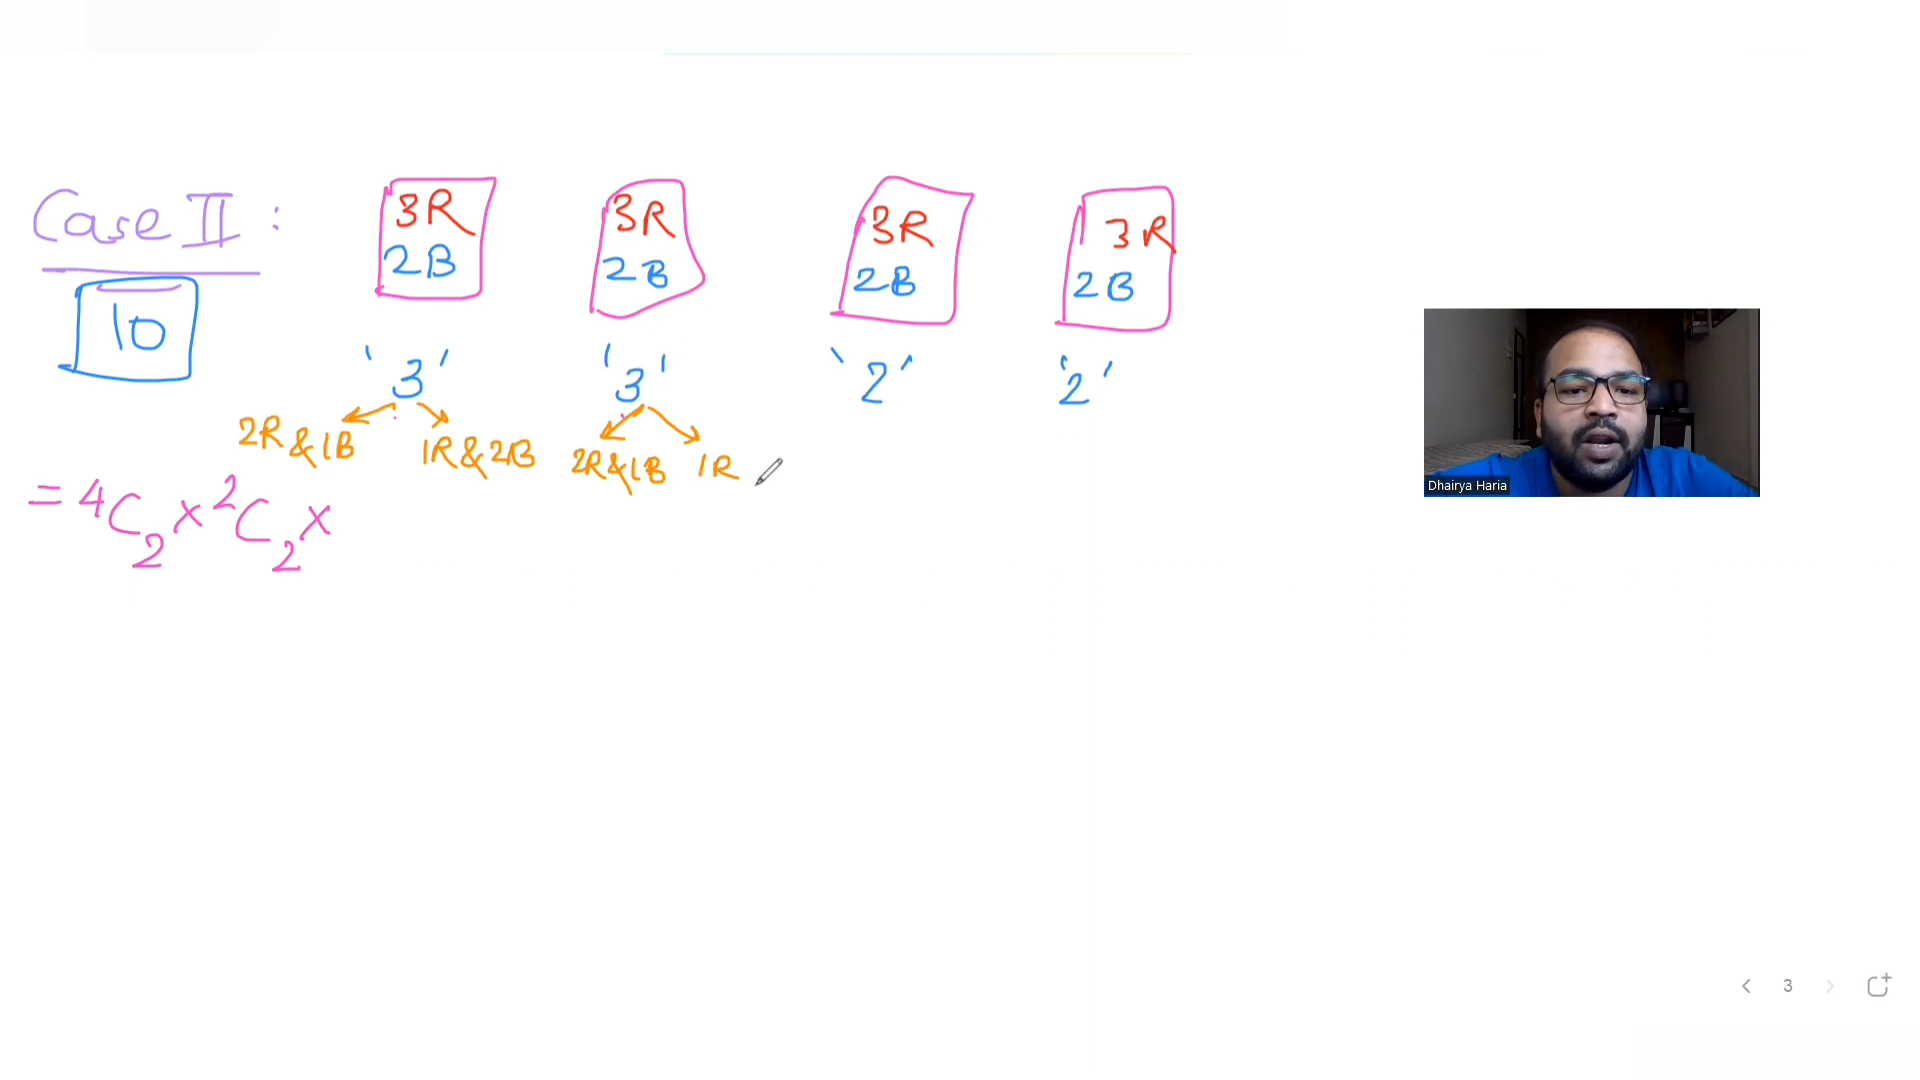 Case II :
3R 3R 3R 3R
2B 2B 2B 2B
10
'3' '3' '2' '2'
2R & 1B 1R & 2B 2R & 1B 1R
= ⁴C₂ × ²C₂ ×
Dhairya Haria
3